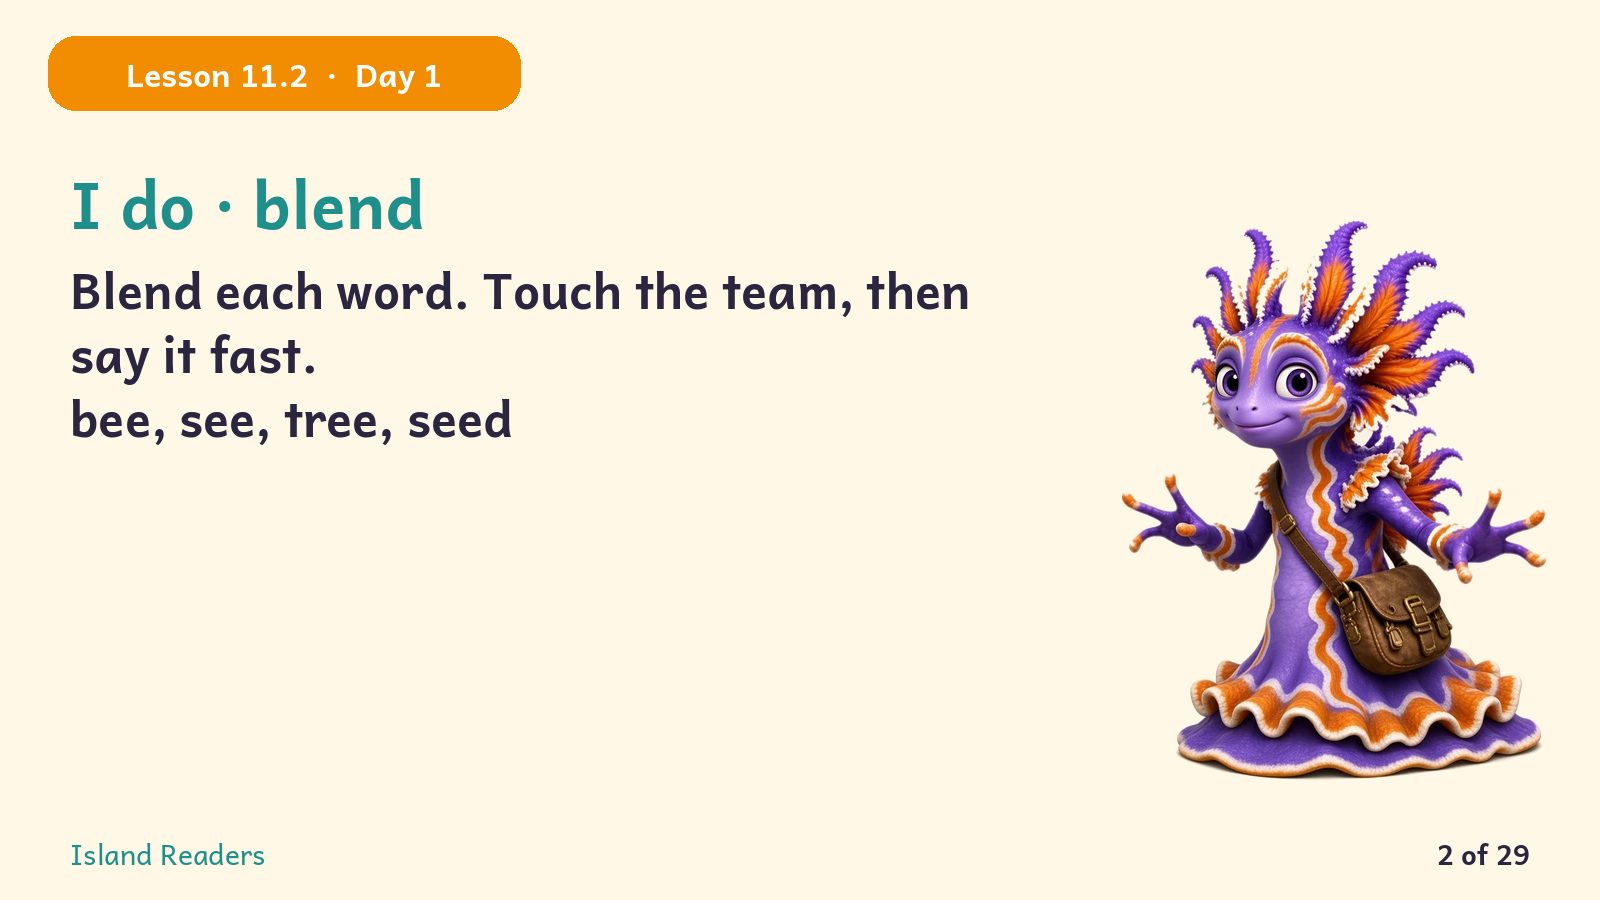 Lesson 11.2 · Day 1
I do · blend
Blend each word. Touch the team, then
say it fast.
bee, see, tree, seed
Island Readers
2 of 29